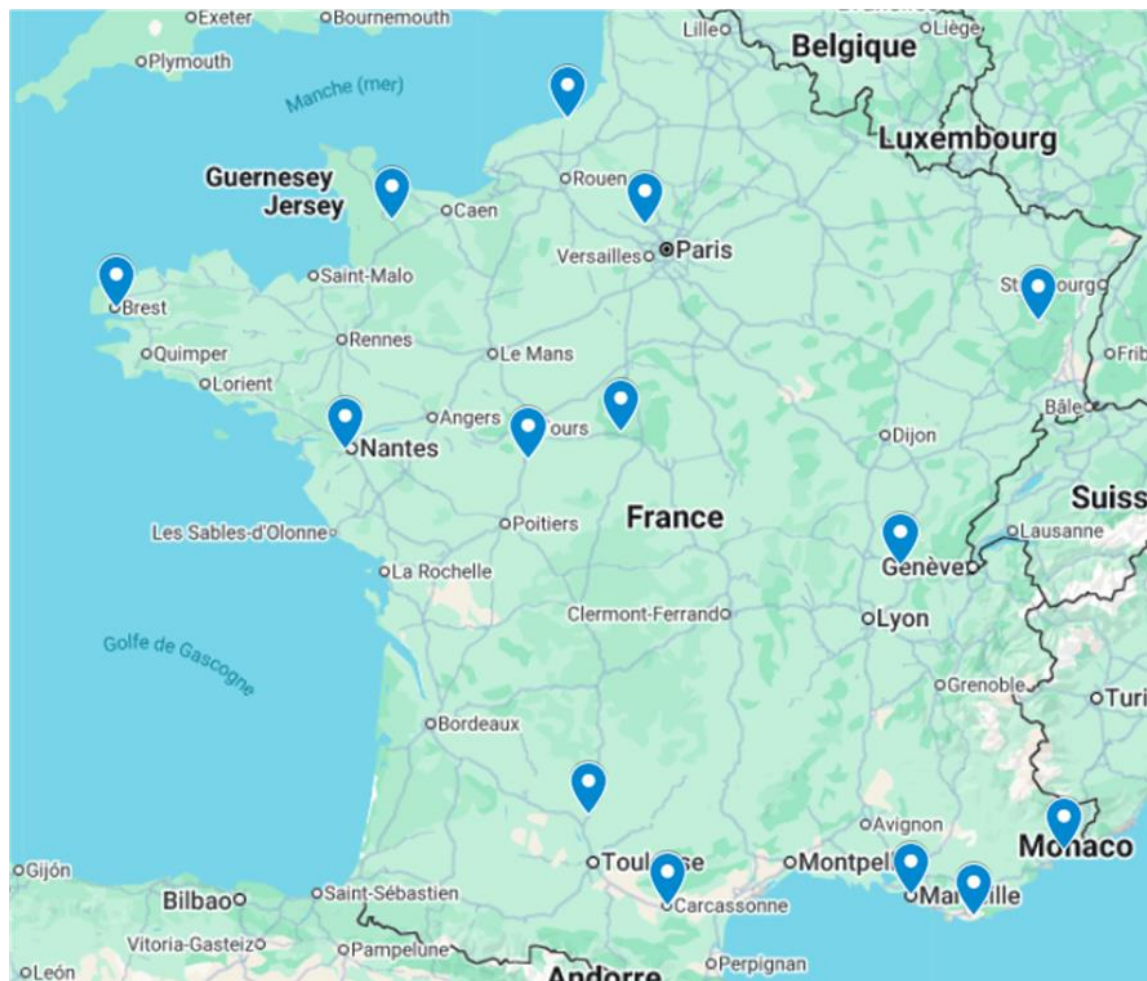 Exeter
Bournemouth
Lille
Liège
Belgique
Plymouth
Manche (mer)
Luxembourg
Guernesey
Jersey
Rouen
Caen
Versailles
Paris
Saint-Malo
Brest
Rennes
Le Mans
Quimper
Frib
Lorient
Angers
Bâle
Nantes
Dijon
Suiss
France
Poitiers
Les Sables-d'Olonne
Lausanne
La Rochelle
Genève
Clermont-Ferrand
Lyon
Golfe de Gascogne
Grenoble
Turi
Bordeaux
Avignon
Monaco
Gijón
Montpel
Saint-Sébastien
Bilbao
Carcassonne
Vitoria-Gasteiz
Pampelune
León
Andorre
Perpignan